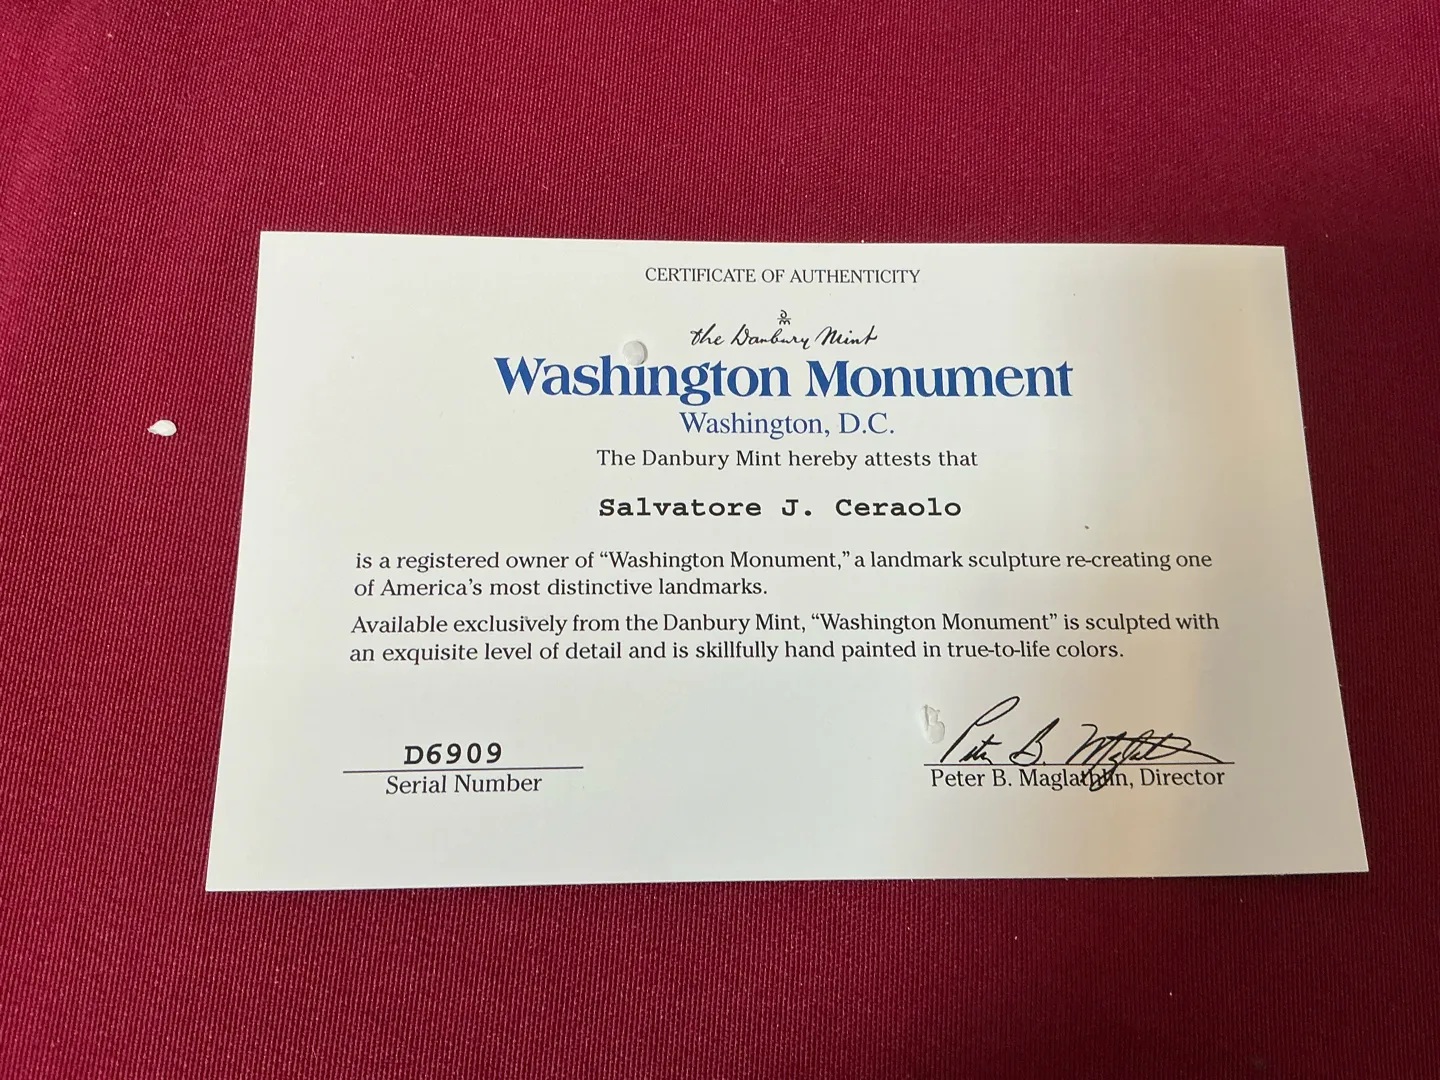 CERTIFICATE OF AUTHENTICITY
the Danbury Mint
Washington Monument
Washington, D.C.
The Danbury Mint hereby attests that
Salvatore J. Ceraolo
is a registered owner of “Washington Monument,” a landmark sculpture re-creating one
of America’s most distinctive landmarks.
Available exclusively from the Danbury Mint, “Washington Monument” is sculpted with
an exquisite level of detail and is skillfully hand painted in true-to-life colors.
D6909
Serial Number
Peter B. Maglathlin
Peter B. Maglathlin, Director